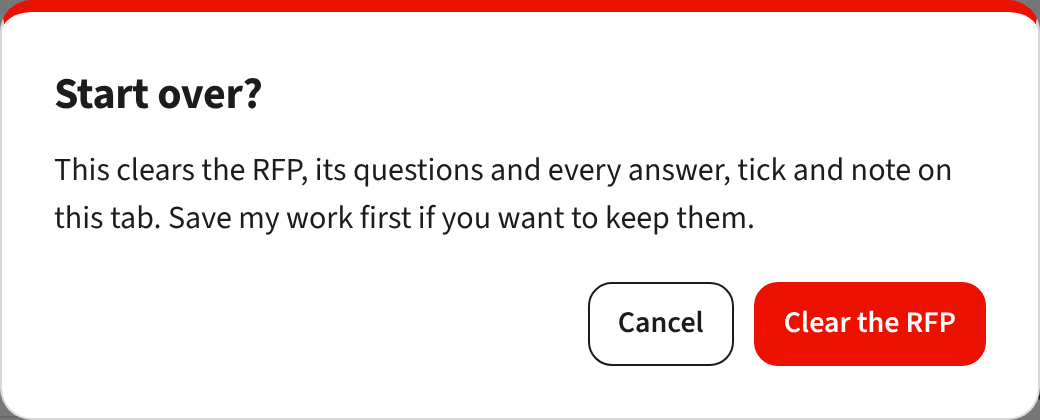 Start over?
This clears the RFP, its questions and every answer, tick and note on
this tab. Save my work first if you want to keep them.
Cancel
Clear the RFP